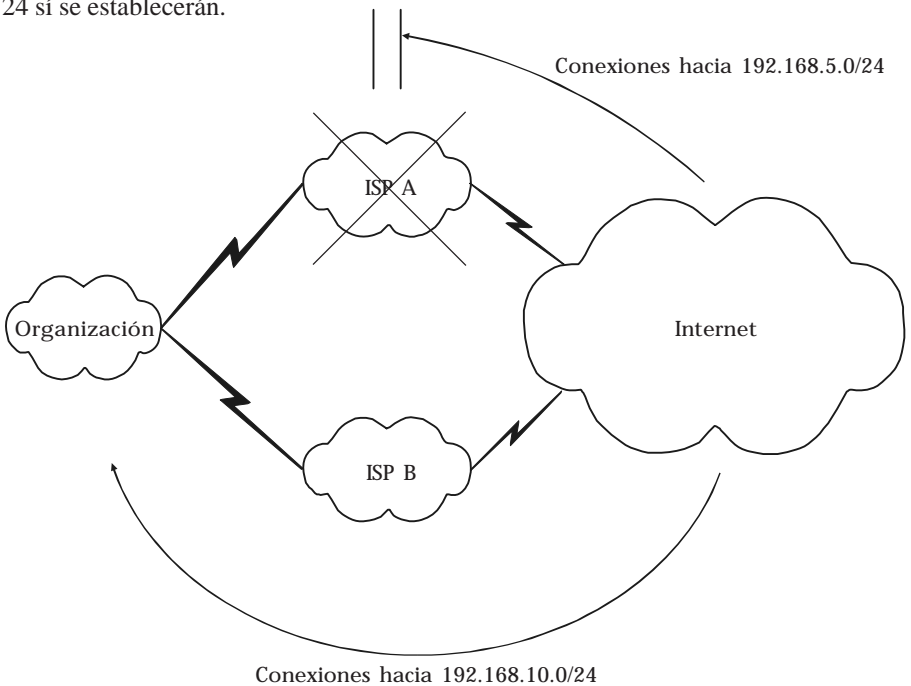 24 sí se establecerán.
Conexiones hacia 192.168.5.0/24
ISP A
Organización
Internet
ISP B
Conexiones hacia 192.168.10.0/24